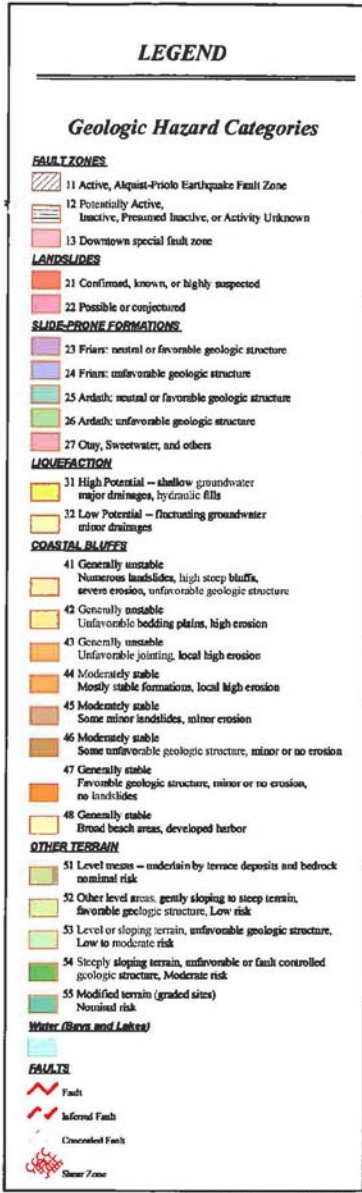 LEGEND
Geologic Hazard Categories
FAULT ZONES
11 Active, Alquist-Priolo Earthquake Fault Zone
12 Potentially Active,
Inactive, Presumed Inactive, or Activity Unknown
13 Downtown special fault zone
LANDSLIDES
21 Confirmed, known, or highly suspected
22 Possible or conjectured
SLIDE-PRONE FORMATIONS
23 Friars: neutral or favorable geologic structure
24 Friars: unfavorable geologic structure
25 Ardath: neutral or favorable geologic structure
26 Ardath: unfavorable geologic structure
27 Otay, Sweetwater, and others
LIQUEFACTION
31 High Potential -- shallow groundwater
major drainages, hydraulic fills
32 Low Potential -- fluctuating groundwater
minor drainages
COASTAL BLUFFS
41 Generally unstable
Numerous landslides, high steep bluffs,
severe erosion, unfavorable geologic structure
42 Generally unstable
Unfavorable bedding plains, high erosion
43 Generally unstable
Unfavorable jointing, local high erosion
44 Moderately stable
Mostly stable formations, local high erosion
45 Moderately stable
Some minor landslides, minor erosion
46 Moderately stable
Some unfavorable geologic structure, minor or no erosion
47 Generally stable
Favorable geologic structure, minor or no erosion,
no landslides
48 Generally stable
Broad beach areas, developed harbor
OTHER TERRAIN
51 Level mesas -- underlain by terrace deposits and bedrock
nominal risk
52 Other level areas, gently sloping to steep terrain,
favorable geologic structure, Low risk
53 Level or sloping terrain, unfavorable geologic structure,
Low to moderate risk
54 Steeply sloping terrain, unfavorable or fault controlled
geologic structure, Moderate risk
55 Modified terrain (graded sites)
Nominal risk
Water (Bays and Lakes)
FAULTS
Fault
Inferred Fault
Concealed Fault
Shear Zone